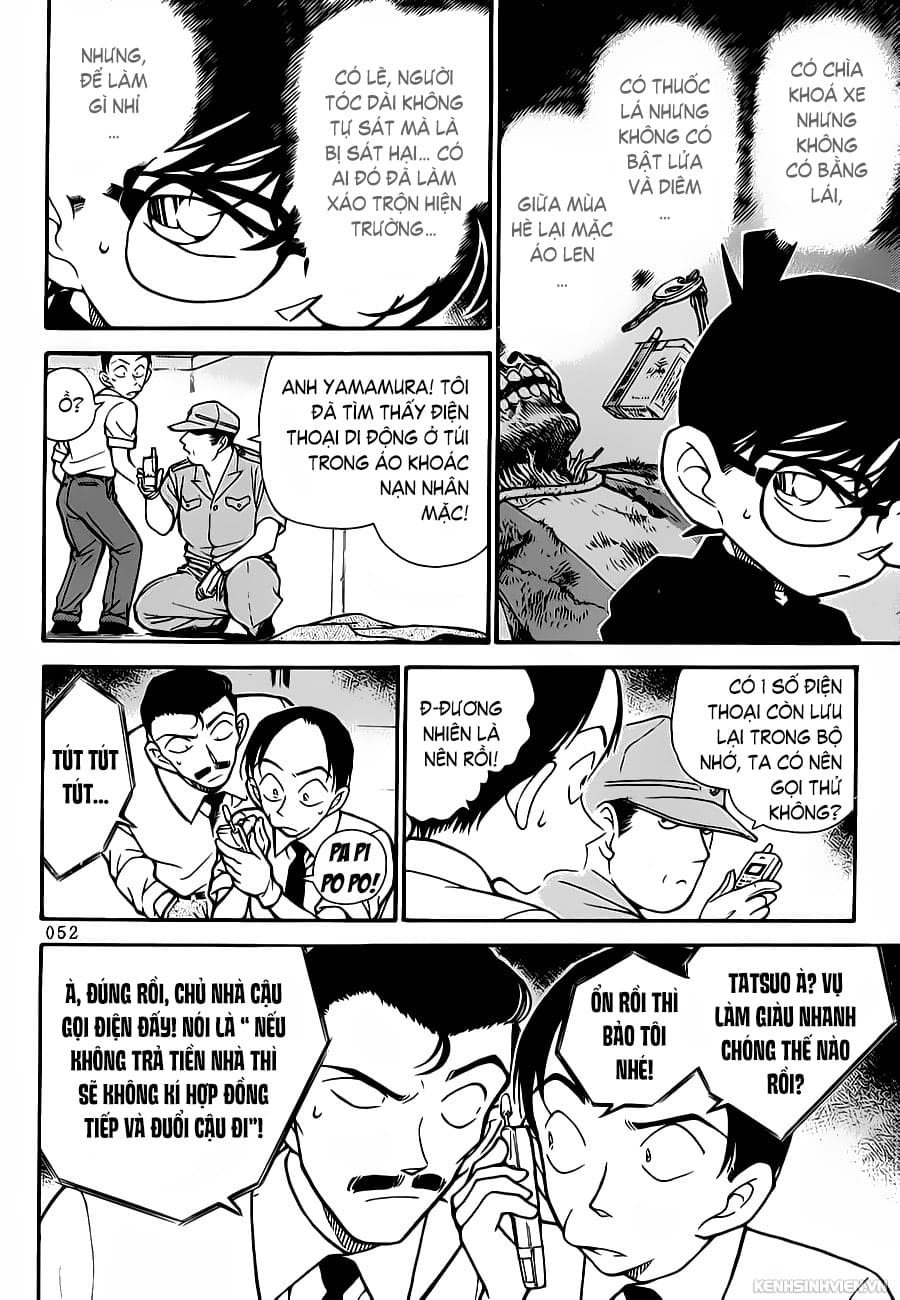 CÓ CHÌA
KHOÁ XE
NHƯNG
KHÔNG
CÓ BẰNG
LÁI,
CÓ THUỐC
LÁ NHƯNG
KHÔNG CÓ
BẬT LỬA
VÀ DIÊM
...
GIỮA MÙA
HÈ LẠI MẶC
ÁO LEN
...
CÓ LẼ, NGƯỜI
TÓC DÀI KHÔNG
TỰ SÁT MÀ LÀ
BỊ SÁT HẠI... CÓ
AI ĐÓ ĐÃ LÀM
XÁO TRỘN HIỆN
TRƯỜNG...
NHƯNG,
ĐỂ LÀM
GÌ NHỈ
...
ANH YAMAMURA! TÔI
ĐÃ TÌM THẤY ĐIỆN
THOẠI DI ĐỘNG Ở TÚI
TRONG ÁO KHOÁC
NẠN NHÂN
MẶC!
Ồ?
CÓ 1 SỐ ĐIỆN
THOẠI CÒN LƯU
LẠI TRONG BỘ
NHỚ, TA CÓ NÊN
GỌI THỬ
KHÔNG?
Đ-ĐƯƠNG
NHIÊN LÀ
NÊN RỒI!
PA PI
PO PO!
TÚT TÚT
TÚT...
052
TATSUO À? VỤ
LÀM GIÀU NHANH
CHÓNG THẾ NÀO
RỒI?
ỔN RỒI THÌ
BẢO TÔI
NHÉ!
À, ĐÚNG RỒI, CHỦ NHÀ CẬU
GỌI ĐIỆN ĐẤY! NÓI LÀ " NẾU
KHÔNG TRẢ TIỀN NHÀ THÌ
SẼ KHÔNG KÍ HỢP ĐỒNG
TIẾP VÀ ĐUỔI CẬU ĐI"!
KENHSINHVIEN.VN